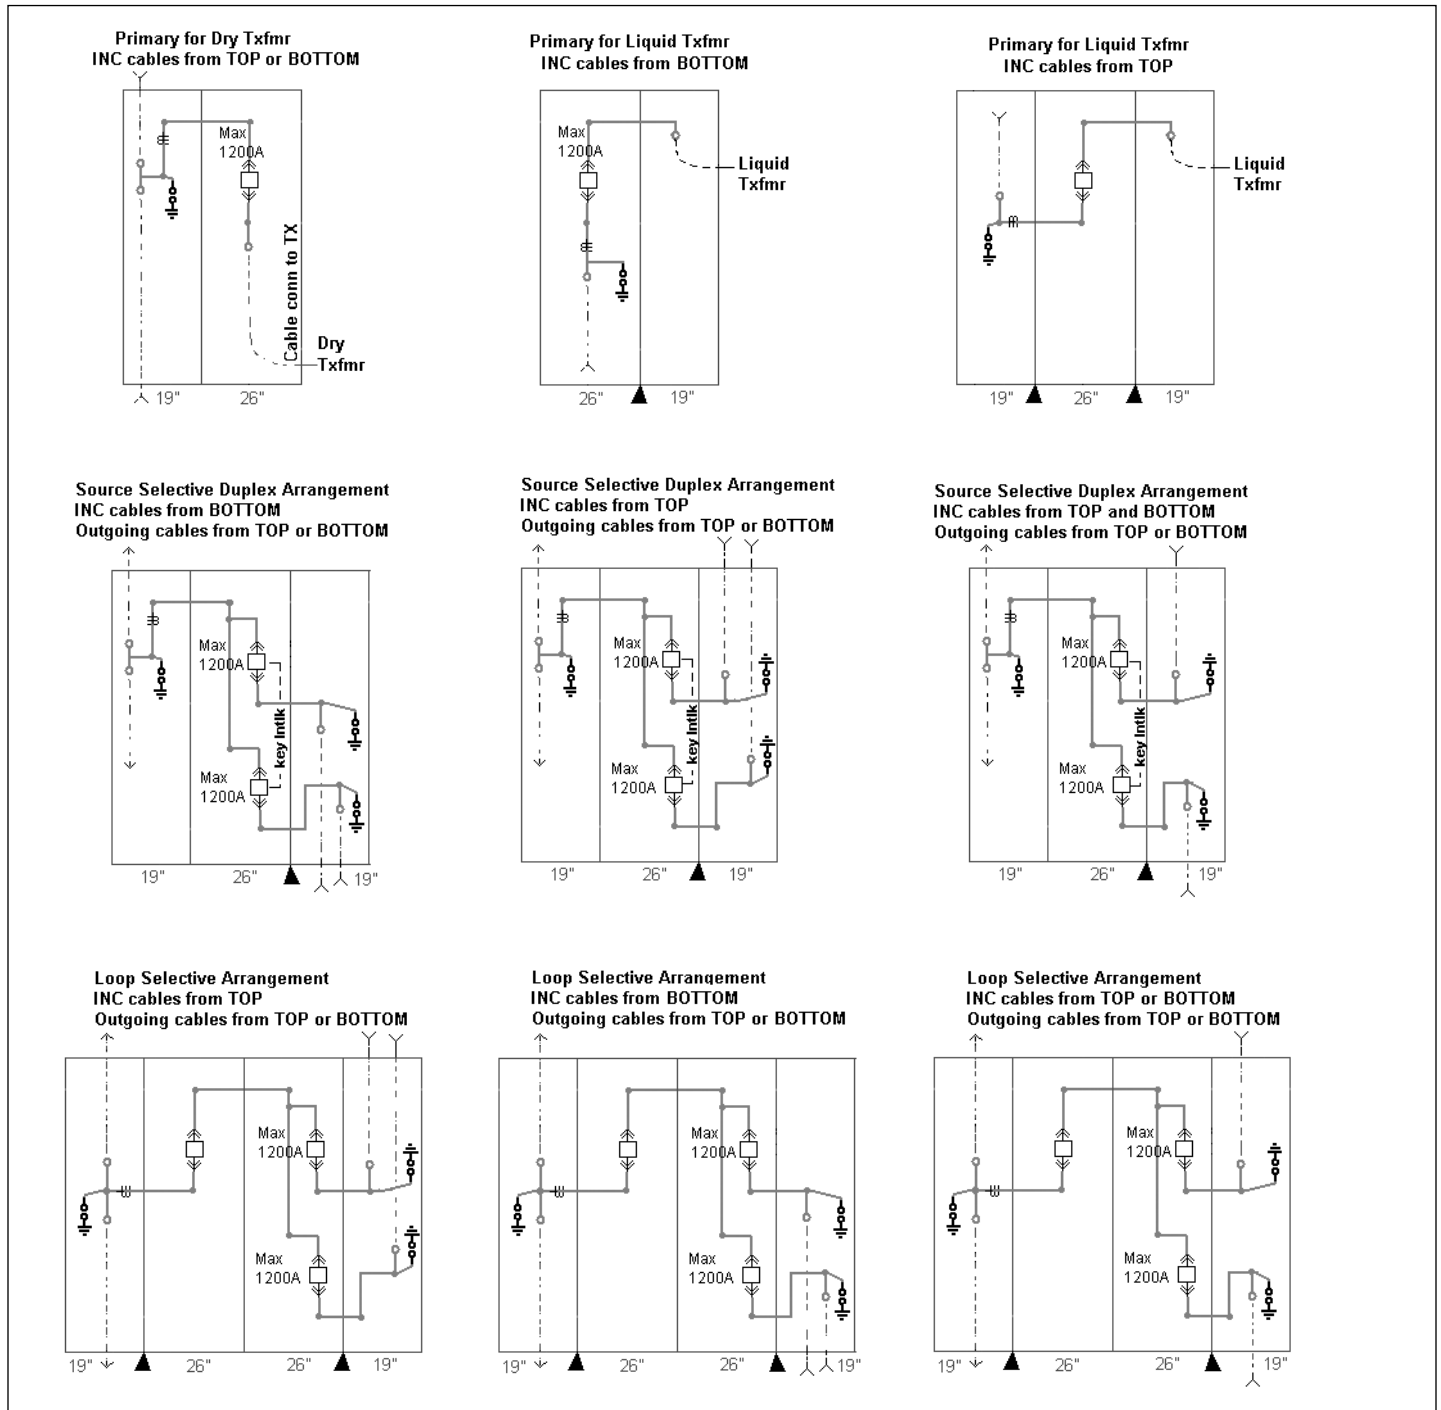 Primary for Dry Txfmr
INC cables from TOP or BOTTOM
Max
1200A
Cable conn to TX
Dry
Txfmr
19"
26"
Primary for Liquid Txfmr
INC cables from BOTTOM
Max
1200A
Liquid
Txfmr
26"
19"
Primary for Liquid Txfmr
INC cables from TOP
Liquid
Txfmr
19"
26"
19"
Source Selective Duplex Arrangement
INC cables from BOTTOM
Outgoing cables from TOP or BOTTOM
Max
1200A
key Intlk
Max
1200A
19"
26"
19"
Source Selective Duplex Arrangement
INC cables from TOP
Outgoing cables from TOP or BOTTOM
Max
1200A
key Intlk
Max
1200A
19"
26"
19"
Source Selective Duplex Arrangement
INC cables from TOP and BOTTOM
Outgoing cables from TOP or BOTTOM
Max
1200A
key Intlk
Max
1200A
19"
26"
19"
Loop Selective Arrangement
INC cables from TOP
Outgoing cables from TOP or BOTTOM
Max
1200A
Max
1200A
19"
26"
26"
19"
Loop Selective Arrangement
INC cables from BOTTOM
Outgoing cables from TOP or BOTTOM
Max
1200A
Max
1200A
19"
26"
26"
19"
Loop Selective Arrangement
INC cables from TOP or BOTTOM
Outgoing cables from TOP or BOTTOM
Max
1200A
Max
1200A
19"
26"
26"
19"